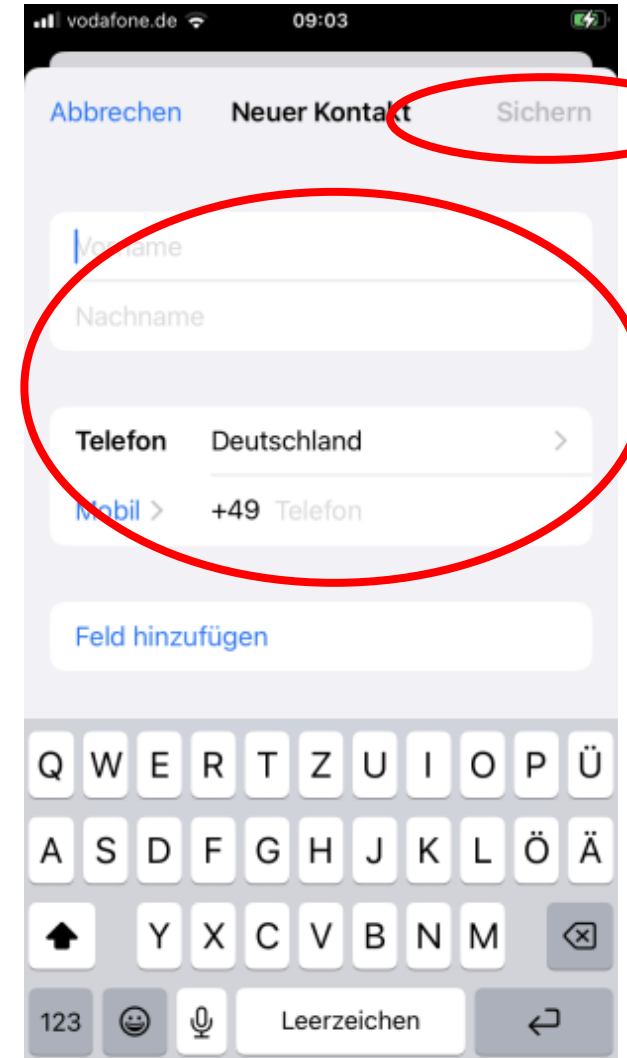 vodafone.de 09:03
Abbrechen Neuer Kontakt Sichern
Vorname
Nachname
Telefon Deutschland
Mobil > +49 Telefon
Feld hinzufügen
Q W E R T Z U I O P Ü
A S D F G H J K L Ö Ä
Y X C V B N M
123 Leerzeichen